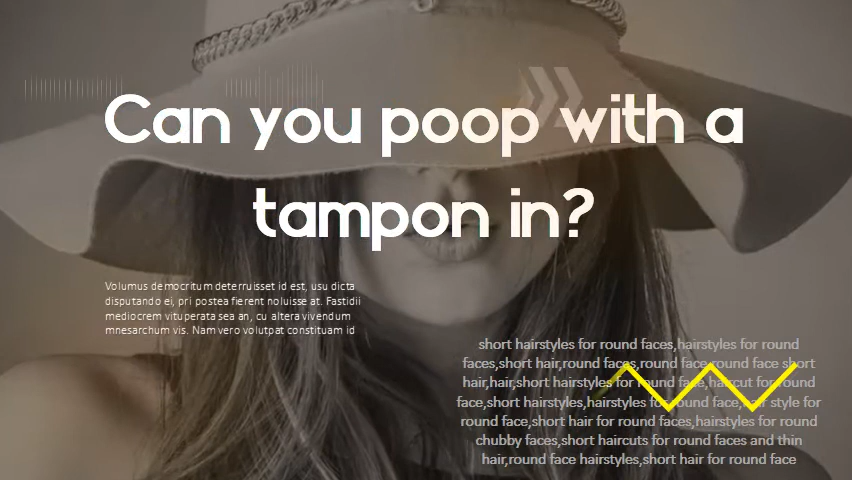 Can you poop with a
tampon in?
Volumus democritum deterruisset id est, usu dicta
disputando ei, pri postea fierent noluisse at. Fastidii
mediocrem vituperata sea an, cu altera vivendum
mnesarchum vis. Nam vero volutpat constituam id
short hairstyles for round faces,hairstyles for round
faces,short hair,round faces,round face,round face short
hair,hair,short hairstyles for round face,haircut for round
face,short hairstyles,hairstyles for round face,hair style for
round face,short hair for round faces,hairstyles for round
chubby faces,short haircuts for round faces and thin
hair,round face hairstyles,short hair for round face